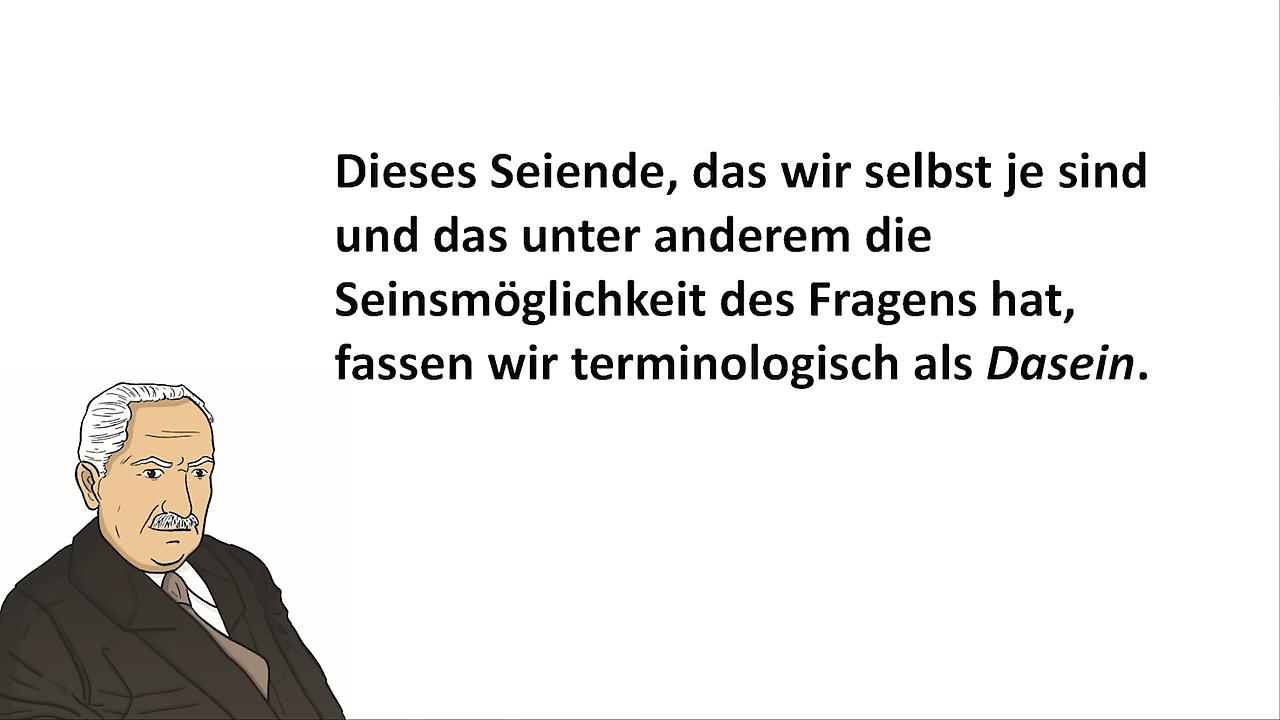 Dieses Seiende, das wir selbst je sind
und das unter anderem die
Seinsmöglichkeit des Fragens hat,
fassen wir terminologisch als Dasein.